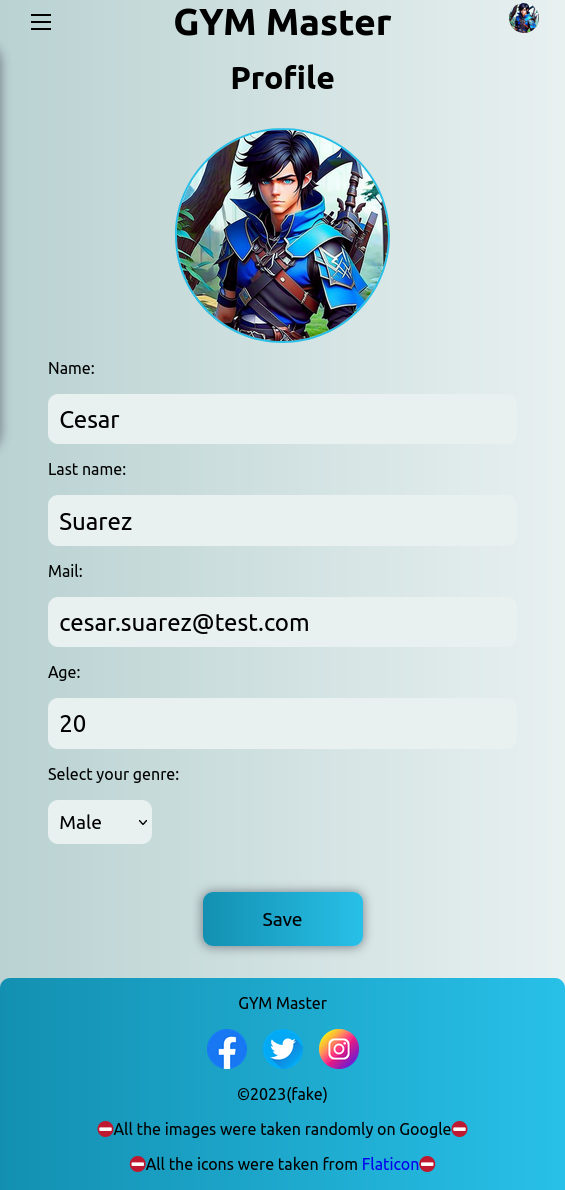 GYM Master
Profile
Name:
Cesar
Last name:
Suarez
Mail:
cesar.suarez@test.com
Age:
20
Select your genre:
Male
Save
GYM Master
©2023(fake)
⛔All the images were taken randomly on Google⛔
⛔All the icons were taken from Flaticon⛔